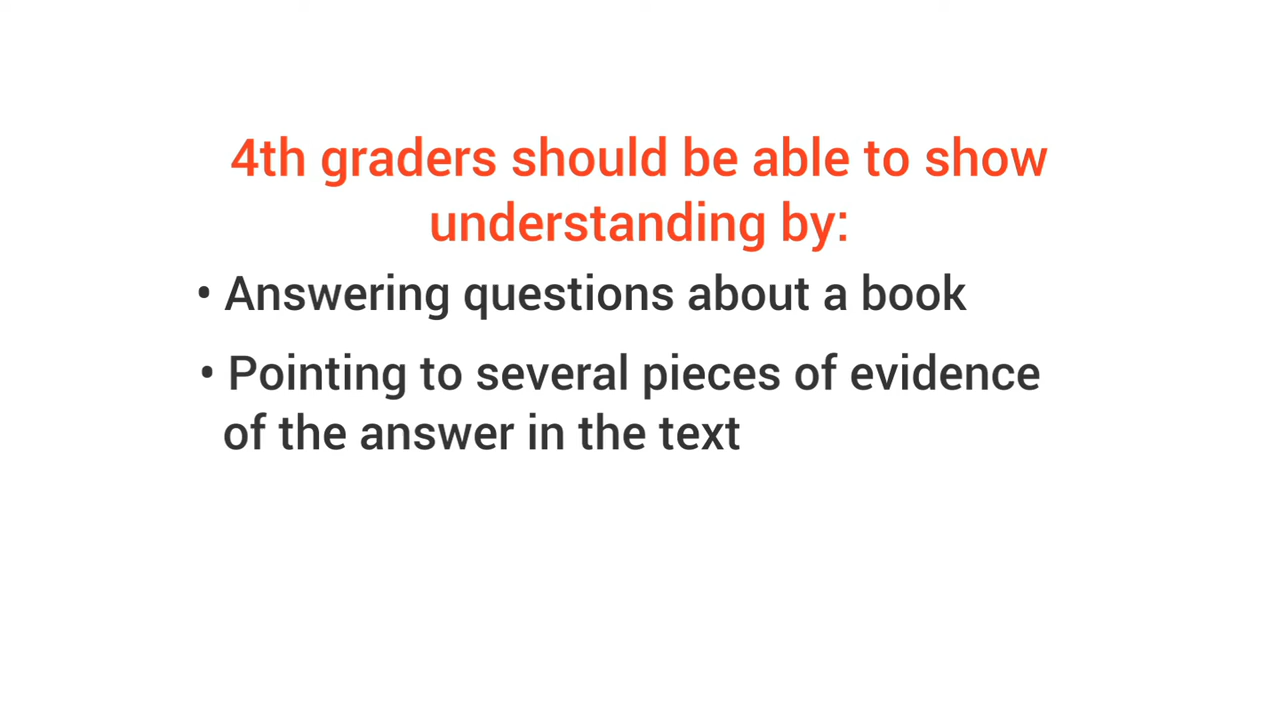 4th graders should be able to show
understanding by:
• Answering questions about a book
• Pointing to several pieces of evidence
of the answer in the text